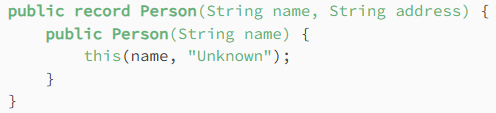 public record Person(String name, String address) {
    public Person(String name) {
        this(name, "Unknown");
    }
}